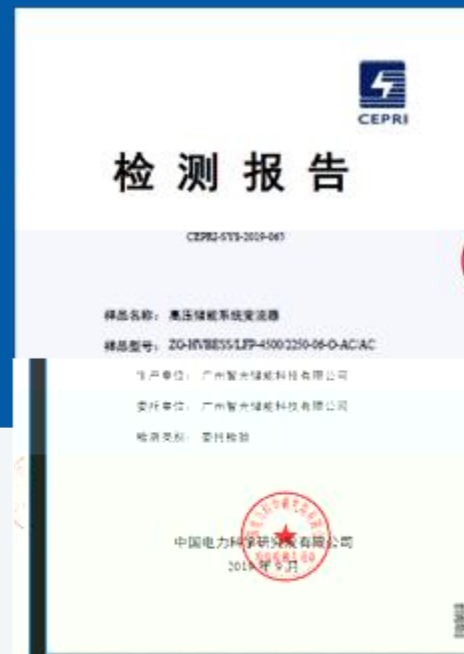 CEPRI
检测报告
CEPRI-SYS-2019-065
样品名称： 高压储能系统变流器
样品型号： ZG-HVBESS/LFP-4500/2250-06-O-AC/AC
生产单位： 广州智光储能科技有限公司
委托单位： 广州智光储能科技有限公司
检测类别： 委托检验
中国电力科学研究院有限公司
2019年9月